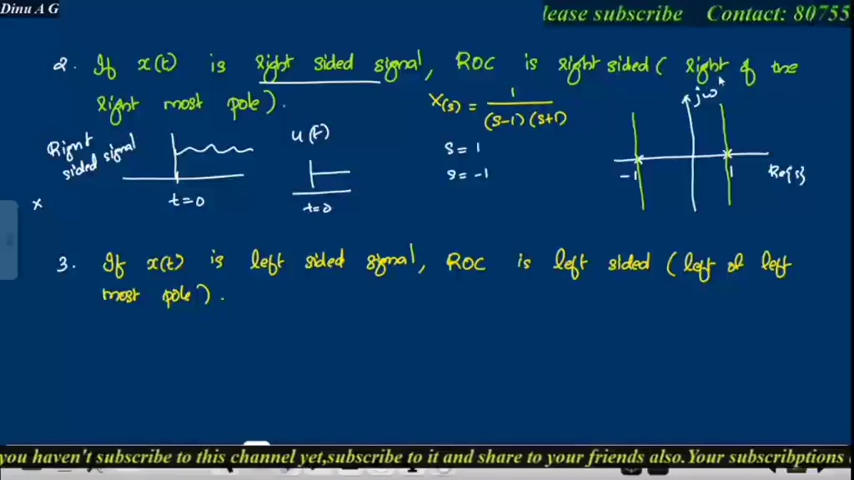 Dinu A G
lease subscribe Contact: 80755
2. If x(t) is right sided signal, ROC is right sided ( right of the
right most pole ).
X(s) = 1
(s-1) (s+1)
Right
sided signal
t=0
u(t)
t=0
s = 1
s = -1
jω
-1
1
Re{s}
x
3. If x(t) is left sided signal, ROC is left sided ( left of left
most pole ).
you haven't subscribe to this channel yet,subscribe to it and share to your friends also.Your subscribptions